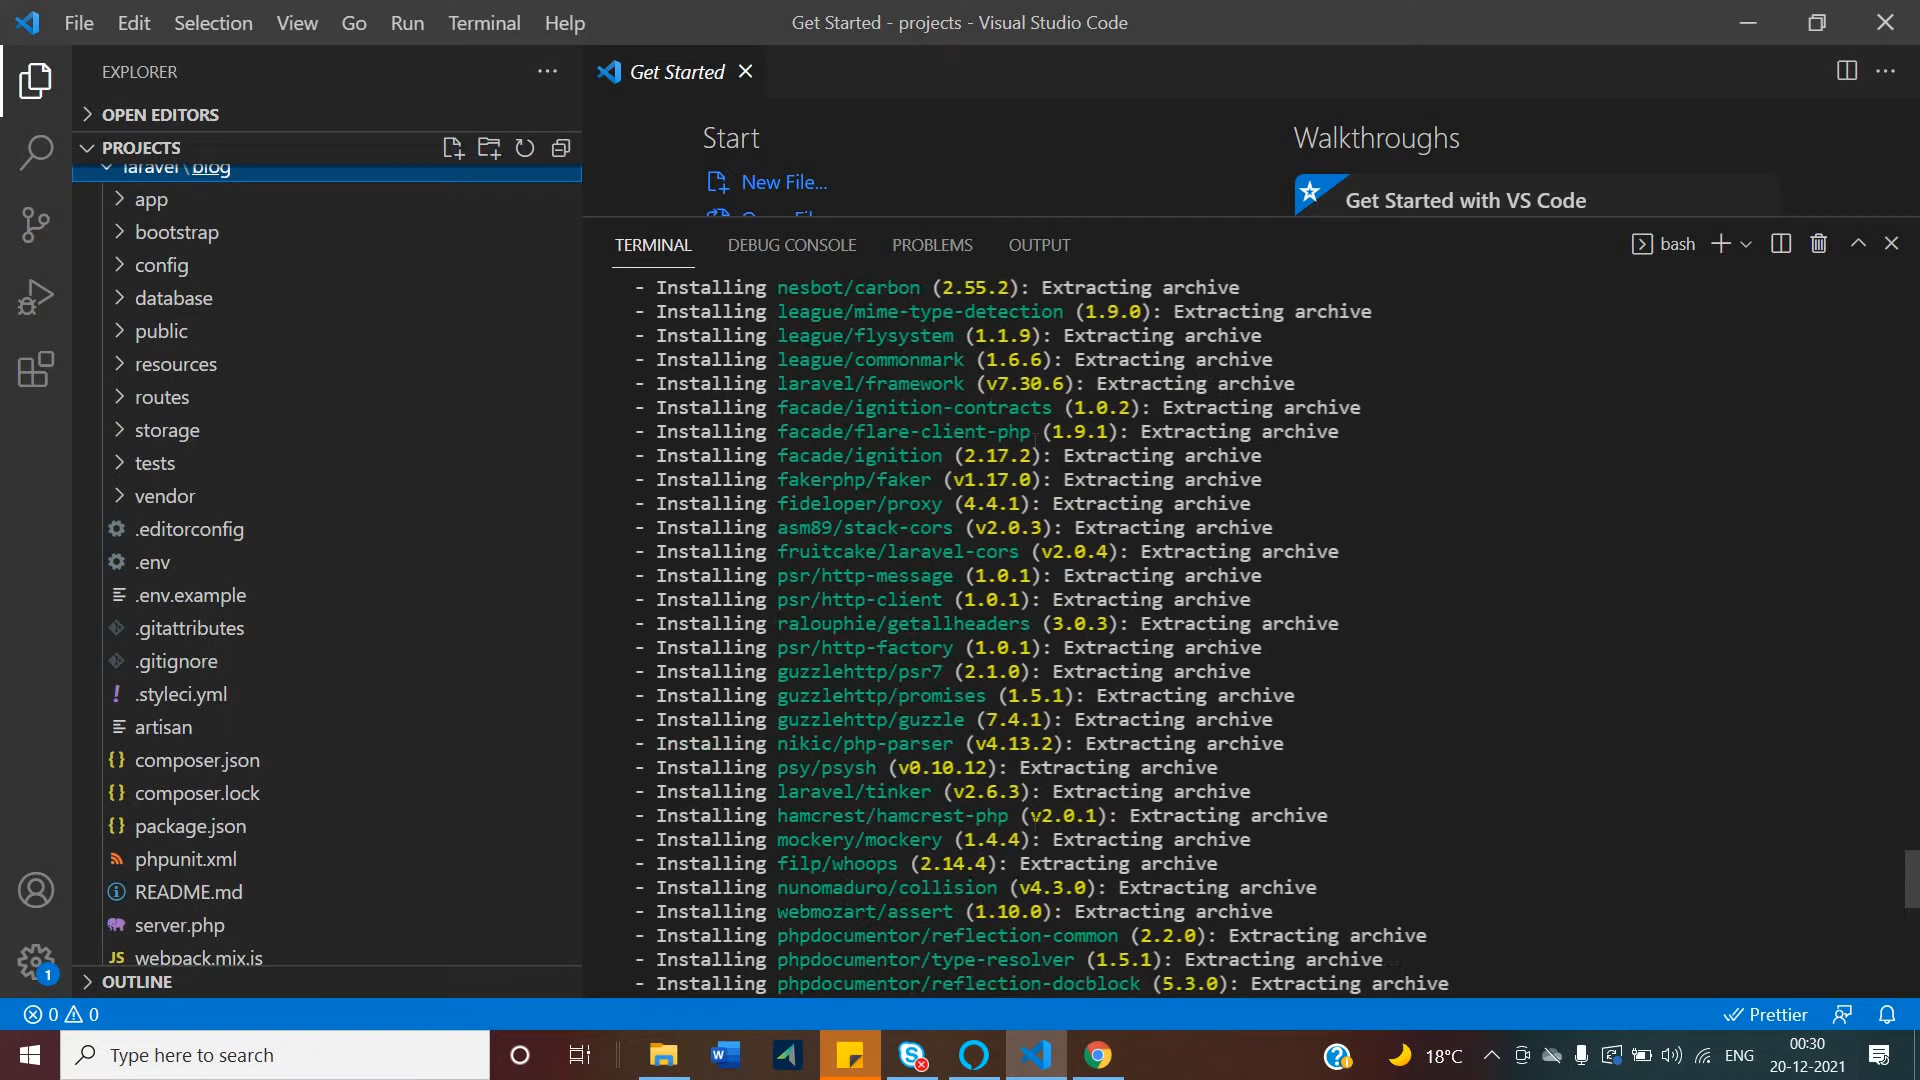 File Edit Selection View Go Run Terminal Help
Get Started - projects - Visual Studio Code
EXPLORER
OPEN EDITORS
PROJECTS
laravel \ blog
app
bootstrap
config
database
public
resources
routes
storage
tests
vendor
.editorconfig
.env
.env.example
.gitattributes
.gitignore
.styleci.yml
artisan
composer.json
composer.lock
package.json
phpunit.xml
README.md
server.php
webpack.mix.js
OUTLINE
Get Started
Start
New File...
Walkthroughs
Get Started with VS Code
TERMINAL DEBUG CONSOLE PROBLEMS OUTPUT
bash
- Installing nesbot/carbon (2.55.2): Extracting archive
- Installing league/mime-type-detection (1.9.0): Extracting archive
- Installing league/flysystem (1.1.9): Extracting archive
- Installing league/commonmark (1.6.6): Extracting archive
- Installing laravel/framework (v7.30.6): Extracting archive
- Installing facade/ignition-contracts (1.0.2): Extracting archive
- Installing facade/flare-client-php (1.9.1): Extracting archive
- Installing facade/ignition (2.17.2): Extracting archive
- Installing fakerphp/faker (v1.17.0): Extracting archive
- Installing fideloper/proxy (4.4.1): Extracting archive
- Installing asm89/stack-cors (v2.0.3): Extracting archive
- Installing fruitcake/laravel-cors (v2.0.4): Extracting archive
- Installing psr/http-message (1.0.1): Extracting archive
- Installing psr/http-client (1.0.1): Extracting archive
- Installing ralouphie/getallheaders (3.0.3): Extracting archive
- Installing psr/http-factory (1.0.1): Extracting archive
- Installing guzzlehttp/psr7 (2.1.0): Extracting archive
- Installing guzzlehttp/promises (1.5.1): Extracting archive
- Installing guzzlehttp/guzzle (7.4.1): Extracting archive
- Installing nikic/php-parser (v4.13.2): Extracting archive
- Installing psy/psysh (v0.10.12): Extracting archive
- Installing laravel/tinker (v2.6.3): Extracting archive
- Installing hamcrest/hamcrest-php (v2.0.1): Extracting archive
- Installing mockery/mockery (1.4.4): Extracting archive
- Installing filp/whoops (2.14.4): Extracting archive
- Installing nunomaduro/collision (v4.3.0): Extracting archive
- Installing webmozart/assert (1.10.0): Extracting archive
- Installing phpdocumentor/reflection-common (2.2.0): Extracting archive
- Installing phpdocumentor/type-resolver (1.5.1): Extracting archive
- Installing phpdocumentor/reflection-docblock (5.3.0): Extracting archive
1
0 0
Prettier
Type here to search
18°C
ENG
00:30
20-12-2021